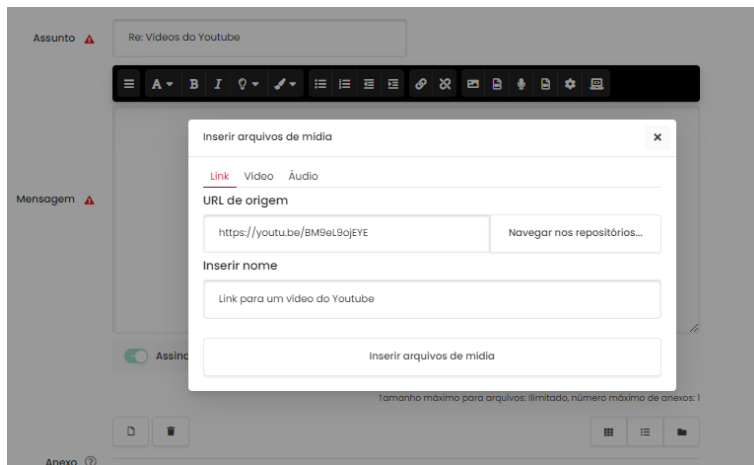 Assunto
Re: Vídeos do Youtube
A B I
Inserir arquivos de mídia
Link Vídeo Áudio
Mensagem
URL de origem
https://youtu.be/BM9eL9ojEYE Navegar nos repositórios...
Inserir nome
Link para um vídeo do Youtube
Assinc
Inserir arquivos de mídia
Tamanho máximo para arquivos: Ilimitado, número máximo de anexos: 1
Anexo